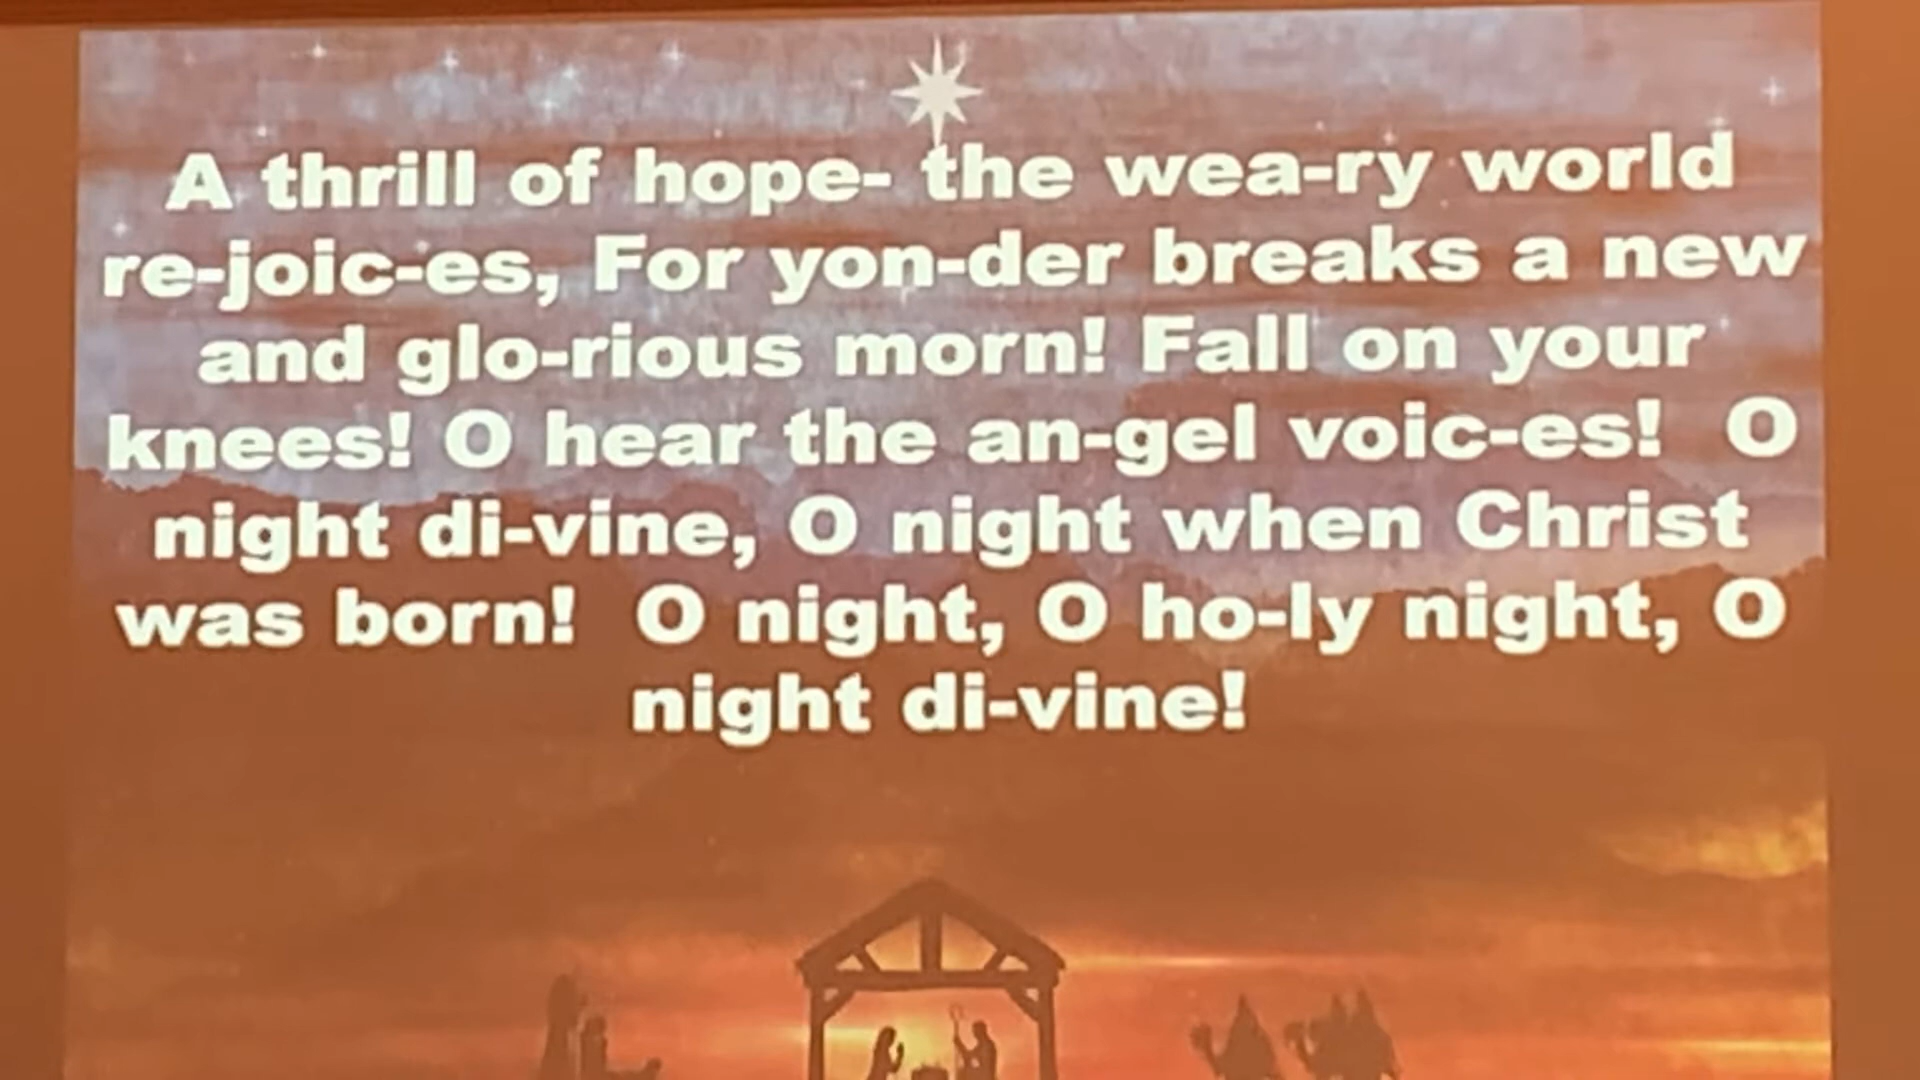 A thrill of hope- the wea-ry world
re-joic-es, For yon-der breaks a new
and glo-rious morn! Fall on your
knees! O hear the an-gel voic-es! O
night di-vine, O night when Christ
was born! O night, O ho-ly night, O
night di-vine!